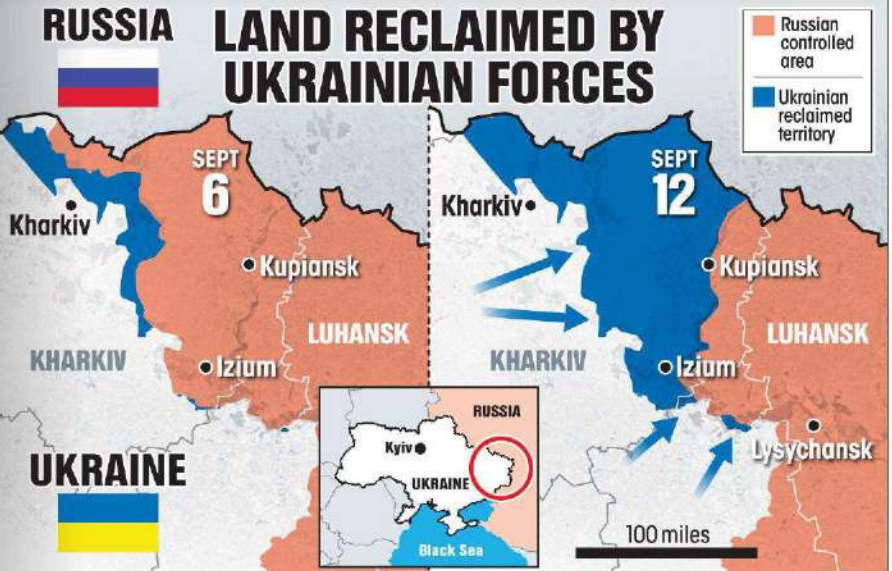 RUSSIA
LAND RECLAIMED BY
UKRAINIAN FORCES
Russian
controlled
area
Ukrainian
reclaimed
territory
SEPT
6
Kharkiv
Kupiansk
LUHANSK
KHARKIV
Izium
UKRAINE
SEPT
12
Kharkiv
Kupiansk
LUHANSK
KHARKIV
Izium
Lysychansk
RUSSIA
Kyiv
UKRAINE
Black Sea
100 miles